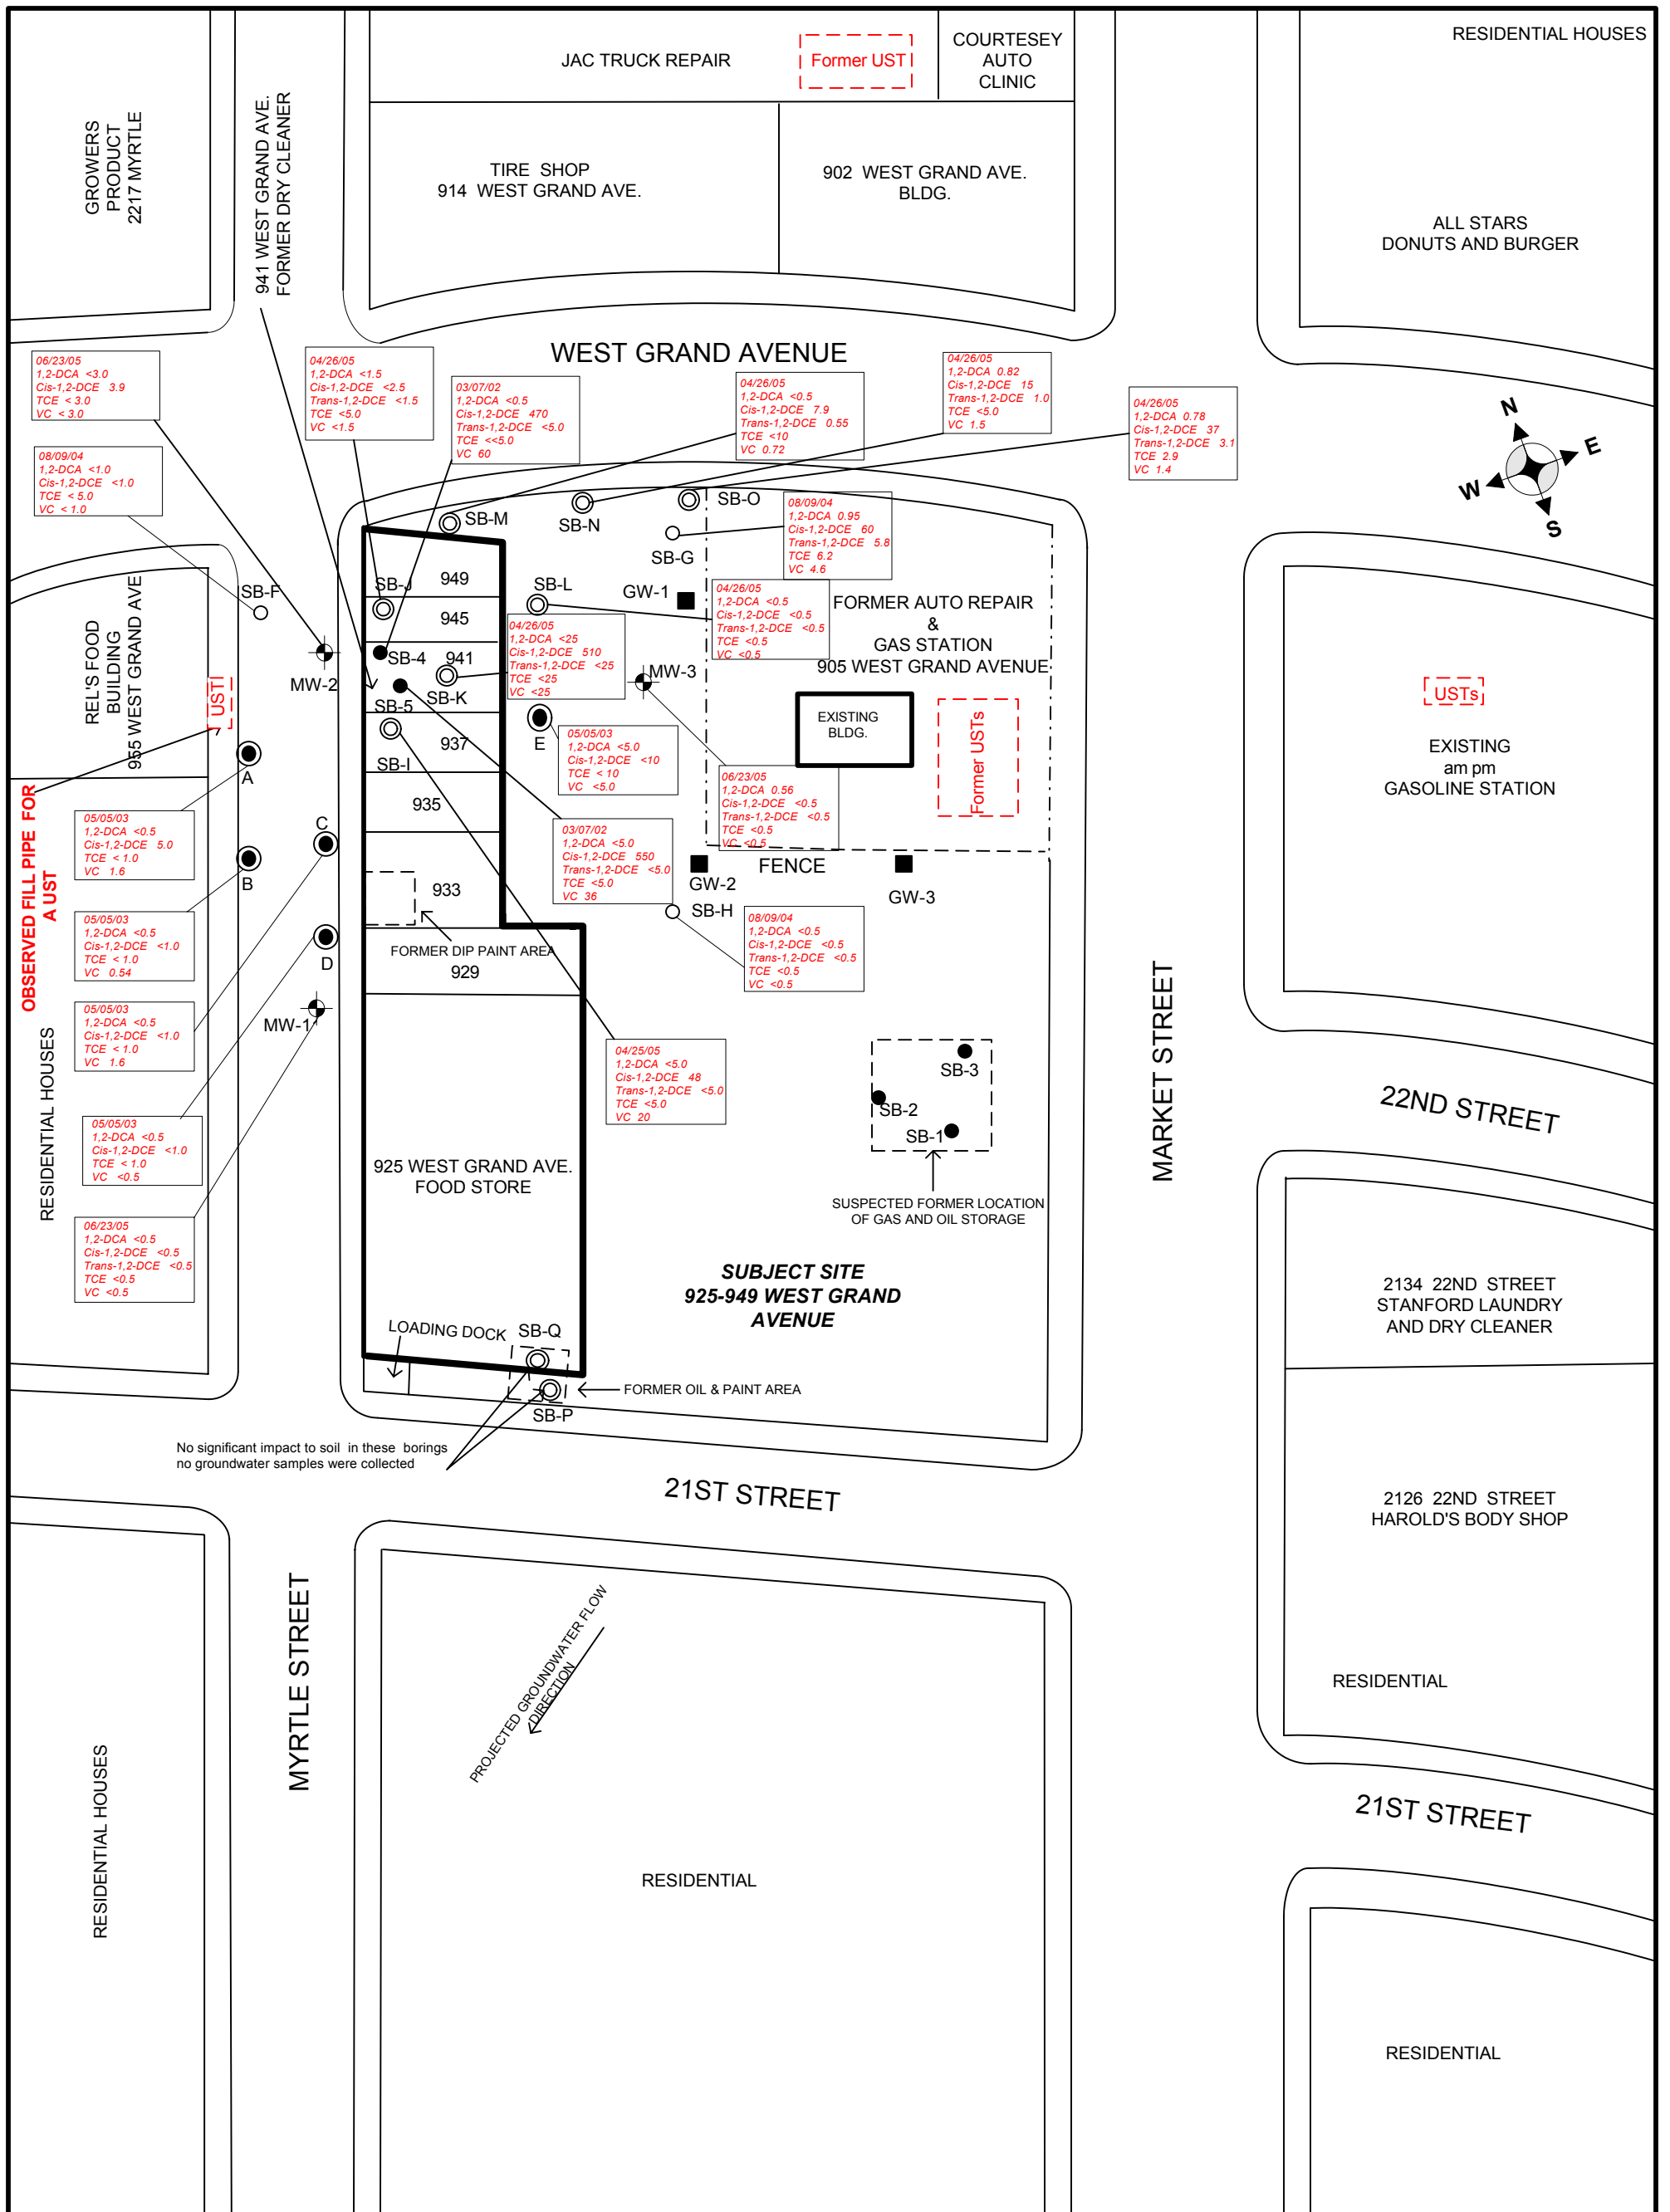 JAC TRUCK REPAIR
Former UST
COURTESEY
AUTO
CLINIC
RESIDENTIAL HOUSES
GROWERS
PRODUCT
2217 MYRTLE
941 WEST GRAND AVE.
FORMER DRY CLEANER
TIRE SHOP
914 WEST GRAND AVE.
902 WEST GRAND AVE.
BLDG.
ALL STARS
DONUTS AND BURGER
WEST GRAND AVENUE
06/23/05
1,2-DCA <3.0
Cis-1,2-DCE 3.9
TCE < 3.0
VC < 3.0
04/26/05
1,2-DCA <1.5
Cis-1,2-DCE <2.5
Trans-1,2-DCE <1.5
TCE <5.0
VC <1.5
03/07/02
1,2-DCA <0.5
Cis-1,2-DCE 470
Trans-1,2-DCE <5.0
TCE <<5.0
VC 60
04/26/05
1,2-DCA <0.5
Cis-1,2-DCE 7.9
Trans-1,2-DCE 0.55
TCE <10
VC 0.72
04/26/05
1,2-DCA 0.82
Cis-1,2-DCE 15
Trans-1,2-DCE 1.0
TCE <5.0
VC 1.5
04/26/05
1,2-DCA 0.78
Cis-1,2-DCE 37
Trans-1,2-DCE 3.1
TCE 2.9
VC 1.4
N
E
W
S
08/09/04
1,2-DCA <1.0
Cis-1,2-DCE <1.0
TCE < 5.0
VC < 1.0
SB-M
SB-N
SB-O
SB-G
08/09/04
1,2-DCA 0.95
Cis-1,2-DCE 60
Trans-1,2-DCE 5.8
TCE 6.2
VC 4.6
SB-F
SB-J
949
SB-L
GW-1
04/26/05
1,2-DCA <0.5
Cis-1,2-DCE <0.5
Trans-1,2-DCE <0.5
TCE <0.5
VC <0.5
FORMER AUTO REPAIR
&
GAS STATION
905 WEST GRAND AVENUE
945
04/26/05
1,2-DCA <25
Cis-1,2-DCE 510
Trans-1,2-DCE <25
TCE <25
VC <25
REL'S FOOD
BUILDING
955 WEST GRAND AVE
USTI
MW-2
SB-4
941
SB-K
SB-5
MW-3
EXISTING
BLDG.
Former USTs
USTs
EXISTING
am pm
GASOLINE STATION
937
SB-I
E
05/05/03
1,2-DCA <5.0
Cis-1,2-DCE <10
TCE < 10
VC <5.0
06/23/05
1,2-DCA 0.56
Cis-1,2-DCE <0.5
Trans-1,2-DCE <0.5
TCE <0.5
VC <0.5
A
OBSERVED FILL PIPE FOR
A UST
935
05/05/03
1,2-DCA <0.5
Cis-1,2-DCE 5.0
TCE < 1.0
VC 1.6
C
B
03/07/02
1,2-DCA <5.0
Cis-1,2-DCE 550
Trans-1,2-DCE <5.0
TCE <5.0
VC 36
FENCE
GW-2
GW-3
933
SB-H
05/05/03
1,2-DCA <0.5
Cis-1,2-DCE <1.0
TCE < 1.0
VC 0.54
D
FORMER DIP PAINT AREA
929
08/09/04
1,2-DCA <0.5
Cis-1,2-DCE <0.5
Trans-1,2-DCE <0.5
TCE <0.5
VC <0.5
05/05/03
1,2-DCA <0.5
Cis-1,2-DCE <1.0
TCE < 1.0
VC 1.6
MW-1
RESIDENTIAL HOUSES
04/25/05
1,2-DCA <5.0
Cis-1,2-DCE 48
Trans-1,2-DCE <5.0
TCE <5.0
VC 20
SB-3
SB-2
SB-1
MARKET STREET
22ND STREET
05/05/03
1,2-DCA <0.5
Cis-1,2-DCE <1.0
TCE < 1.0
VC <0.5
925 WEST GRAND AVE.
FOOD STORE
SUSPECTED FORMER LOCATION
OF GAS AND OIL STORAGE
06/23/05
1,2-DCA <0.5
Cis-1,2-DCE <0.5
Trans-1,2-DCE <0.5
TCE <0.5
VC <0.5
SUBJECT SITE
925-949 WEST GRAND
AVENUE
2134 22ND STREET
STANFORD LAUNDRY
AND DRY CLEANER
LOADING DOCK
SB-Q
FORMER OIL & PAINT AREA
SB-P
No significant impact to soil in these borings
no groundwater samples were collected
21ST STREET
2126 22ND STREET
HAROLD'S BODY SHOP
MYRTLE STREET
PROJECTED GROUNDWATER FLOW
DIRECTION
RESIDENTIAL
RESIDENTIAL HOUSES
21ST STREET
RESIDENTIAL
RESIDENTIAL